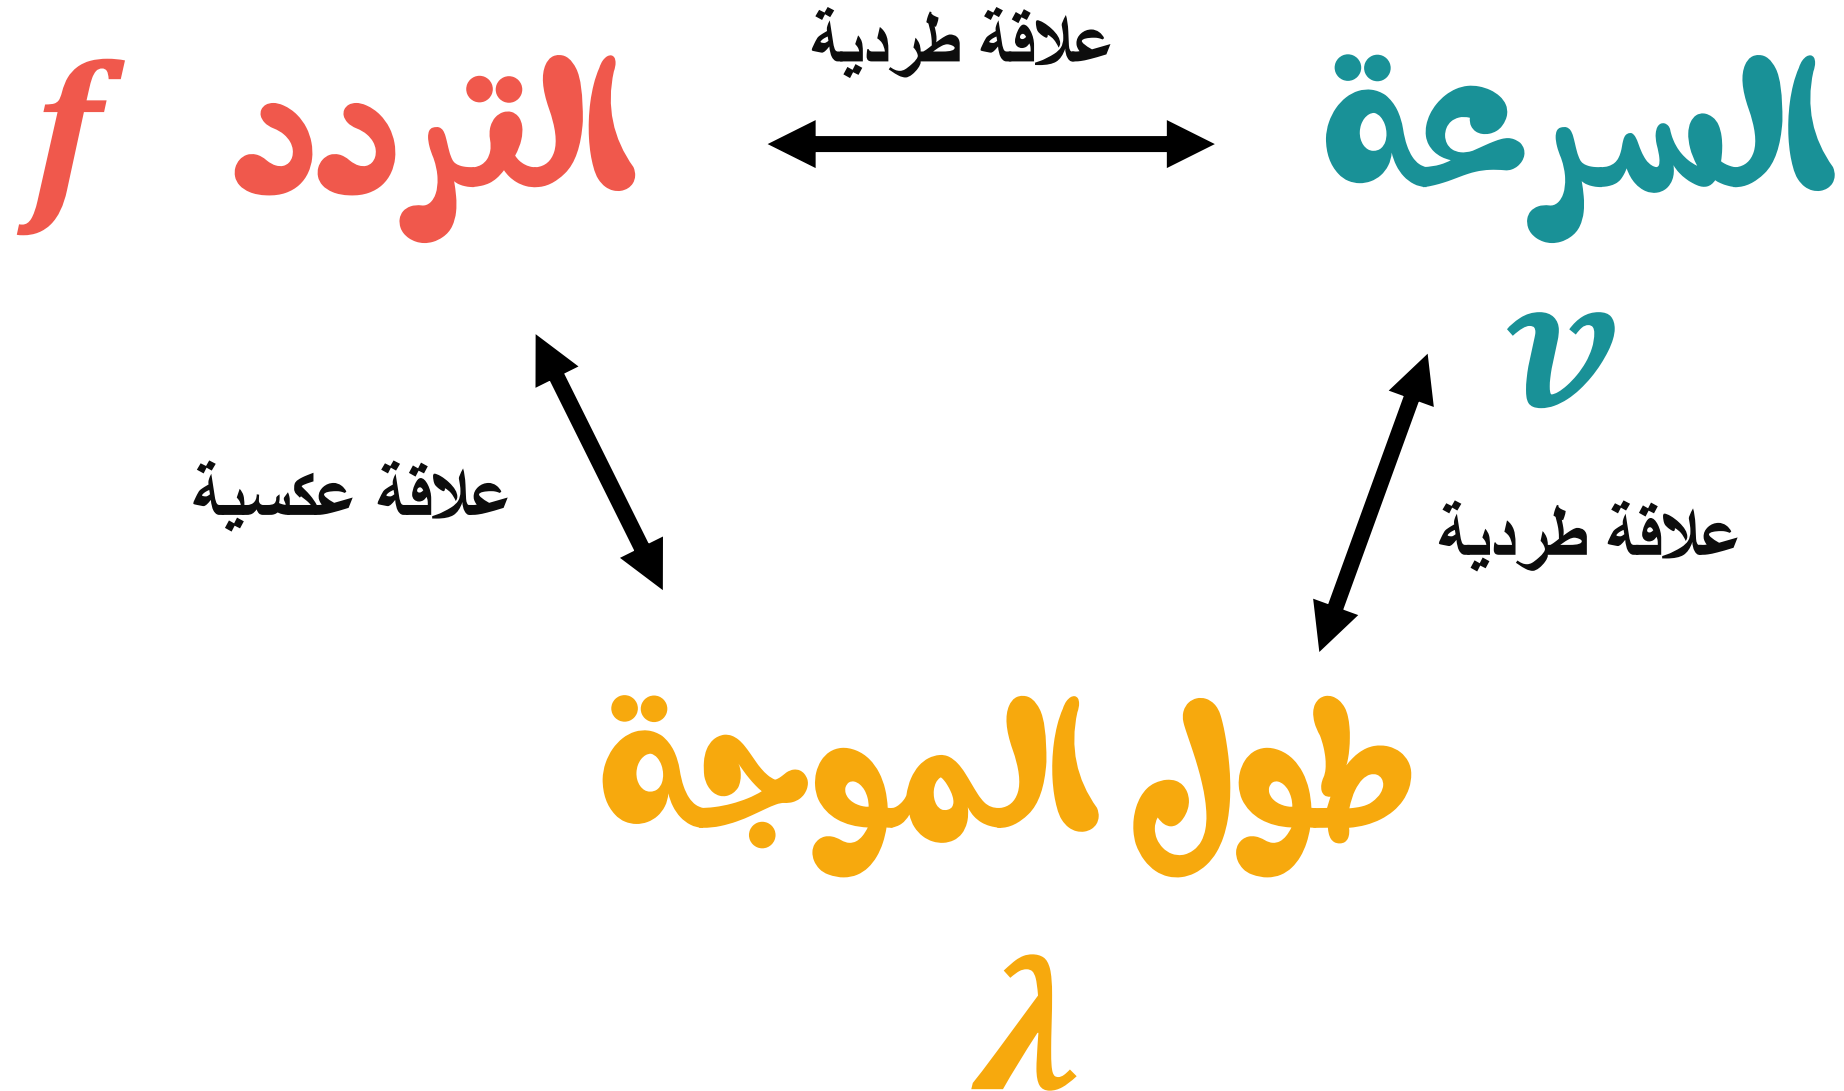 علاقة طردية
السرعة
التردد f
v
علاقة عكسية
علاقة طردية
طول الموجة
λ